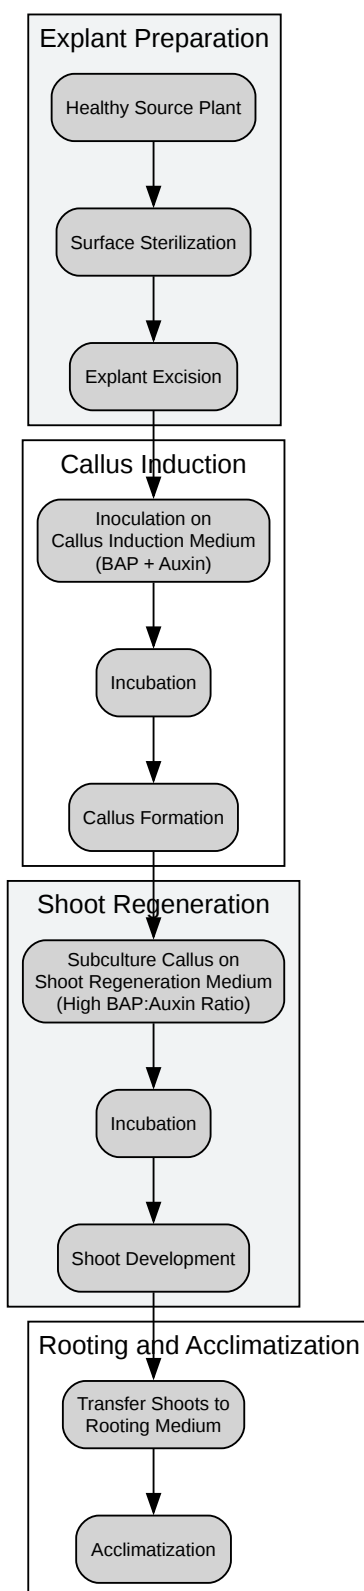 Explant Preparation
Healthy Source Plant
Surface Sterilization
Explant Excision
Callus Induction
Inoculation on
Callus Induction Medium
(BAP + Auxin)
Incubation
Callus Formation
Shoot Regeneration
Subculture Callus on
Shoot Regeneration Medium
(High BAP:Auxin Ratio)
Incubation
Shoot Development
Rooting and Acclimatization
Transfer Shoots to
Rooting Medium
Acclimatization